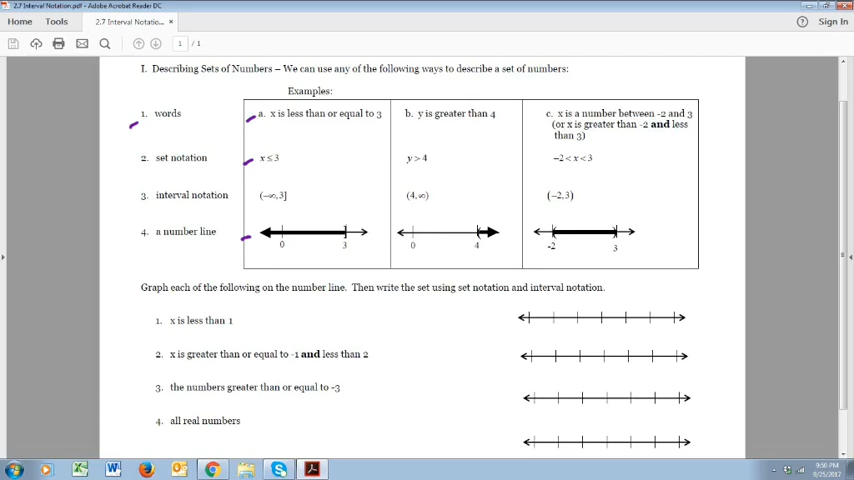 2.7 Interval Notation.pdf - Adobe Acrobat Reader DC
Home Tools 2.7 Interval Notatio... × Sign In
1 / 1
I. Describing Sets of Numbers – We can use any of the following ways to describe a set of numbers:
Examples:
1. words a. x is less than or equal to 3 b. y is greater than 4 c. x is a number between -2 and 3
(or x is greater than -2 and less
than 3)
2. set notation x ≤ 3 y > 4 −2 < x < 3
3. interval notation (−∞,3] (4,∞) (−2,3)
4. a number line
0 3 0 4 -2 3
Graph each of the following on the number line. Then write the set using set notation and interval notation.
1. x is less than 1
2. x is greater than or equal to -1 and less than 2
3. the numbers greater than or equal to -3
4. all real numbers
9:50 PM
8/25/2017